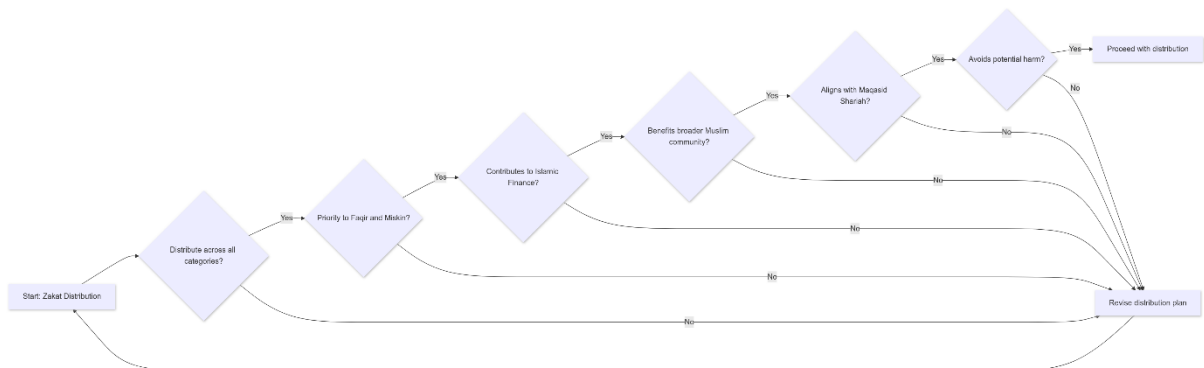 Start: Zakat Distribution
Distribute across all
categories?
Yes
No
Priority to Faqir and Miskin?
Yes
No
Contributes to Islamic
Finance?
Yes
No
Benefits broader Muslim
community?
Yes
No
Aligns with Maqasid
Shariah?
Yes
No
Avoids potential harm?
Yes
No
Proceed with distribution
Revise distribution plan